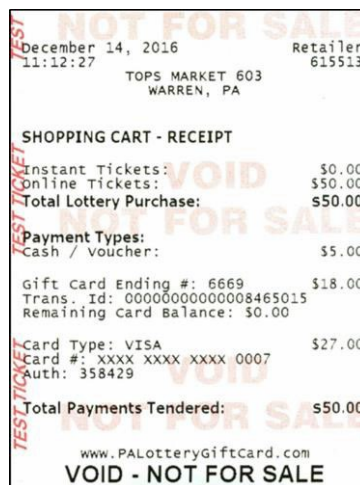 NOT FOR SALE
TEST
December 14, 2016 Retailer
11:12:27 615513
TOPS MARKET 603
WARREN, PA
SHOPPING CART - RECEIPT
Instant Tickets: $0.00
Online Tickets: $50.00
VOID
Total Lottery Purchase: $50.00
NOT FOR SALE
TEST TICKET
Payment Types:
Cash / Voucher: $5.00
Gift Card Ending #: 6669 $18.00
Trans. Id: 00000000000008465015
Remaining Card Balance: $0.00
Card Type: VISA $27.00
Card #: XXXX XXXX XXXX 0007
Auth: 358429
VOID
TEST TICKET
Total Payments Tendered: $50.00
NOT FOR SALE
www.PALotteryGiftCard.com
VOID - NOT FOR SALE